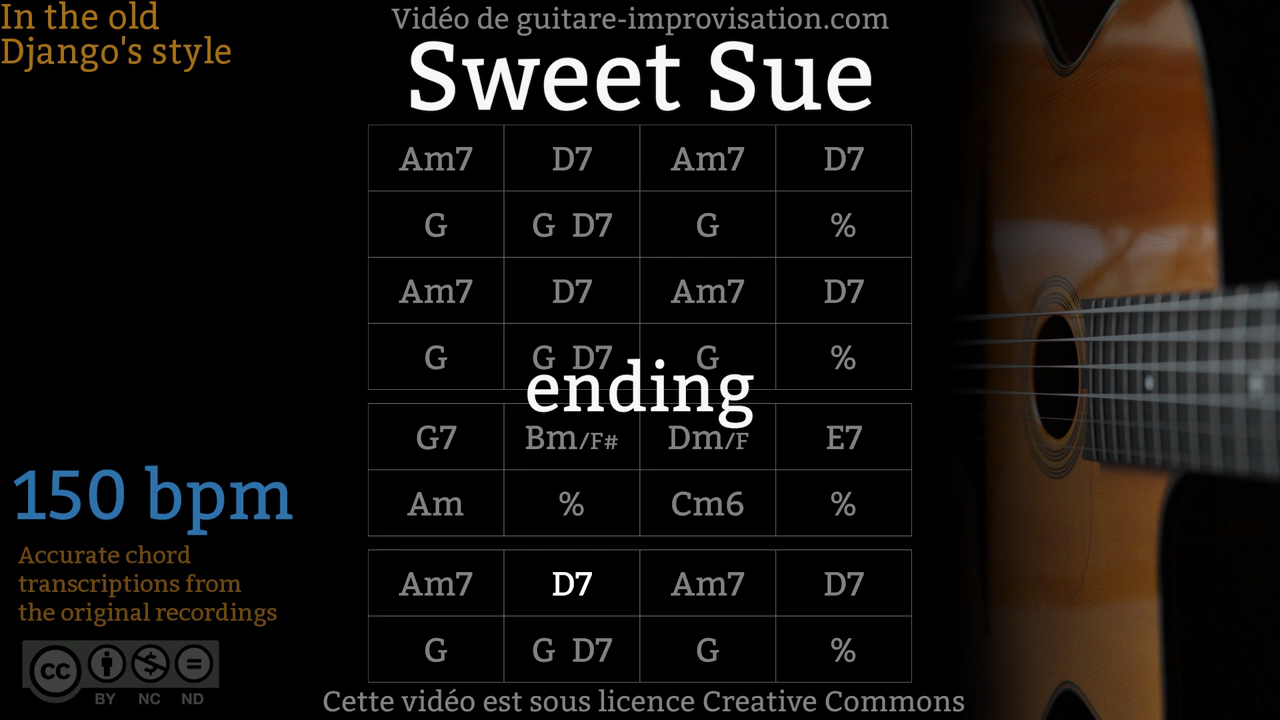 In the old
Django's style
Vidéo de guitare-improvisation.com
Sweet Sue
Am7 D7 Am7 D7
G G D7 G %
Am7 D7 Am7 D7
G G D7 G %
ending
G7 Bm/F# Dm/F E7
Am % Cm6 %
Am7 D7 Am7 D7
G G D7 G %
150 bpm
Accurate chord
transcriptions from
the original recordings
cc
BY NC ND
Cette vidéo est sous licence Creative Commons